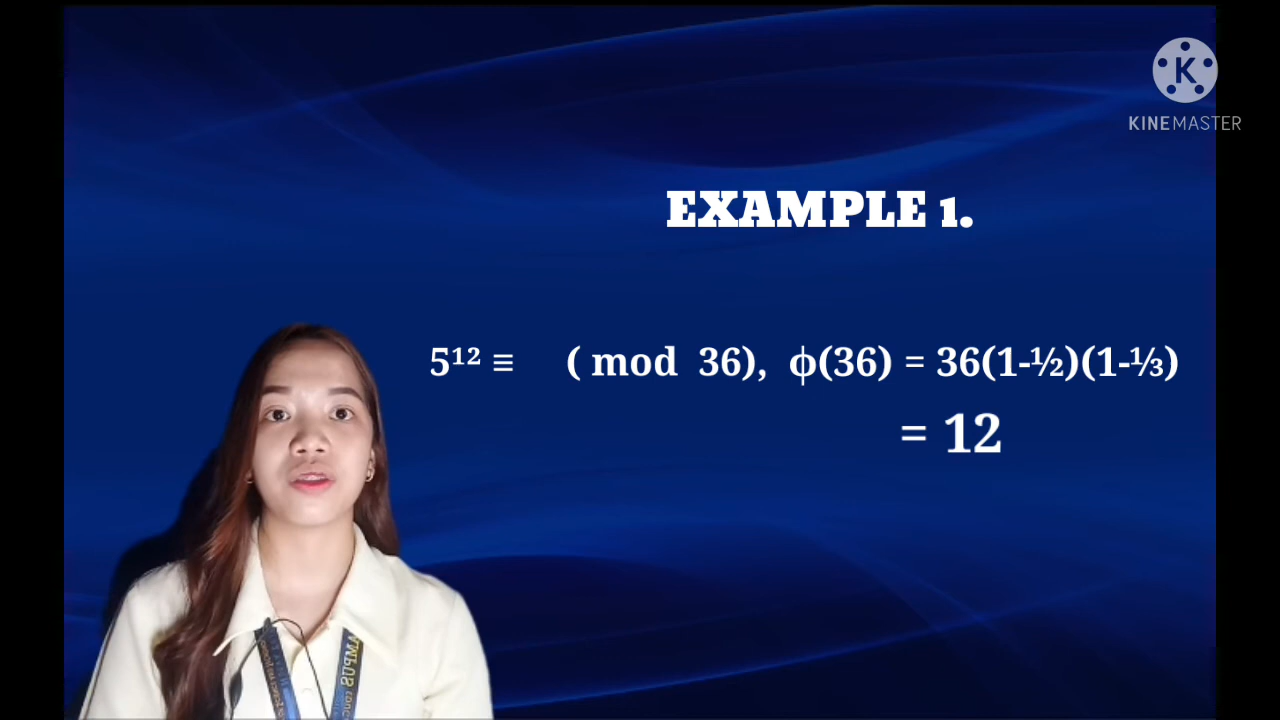 KINEMASTER
EXAMPLE 1.
5¹² ≡ ( mod 36), ϕ(36) = 36(1-½)(1-⅓)
= 12